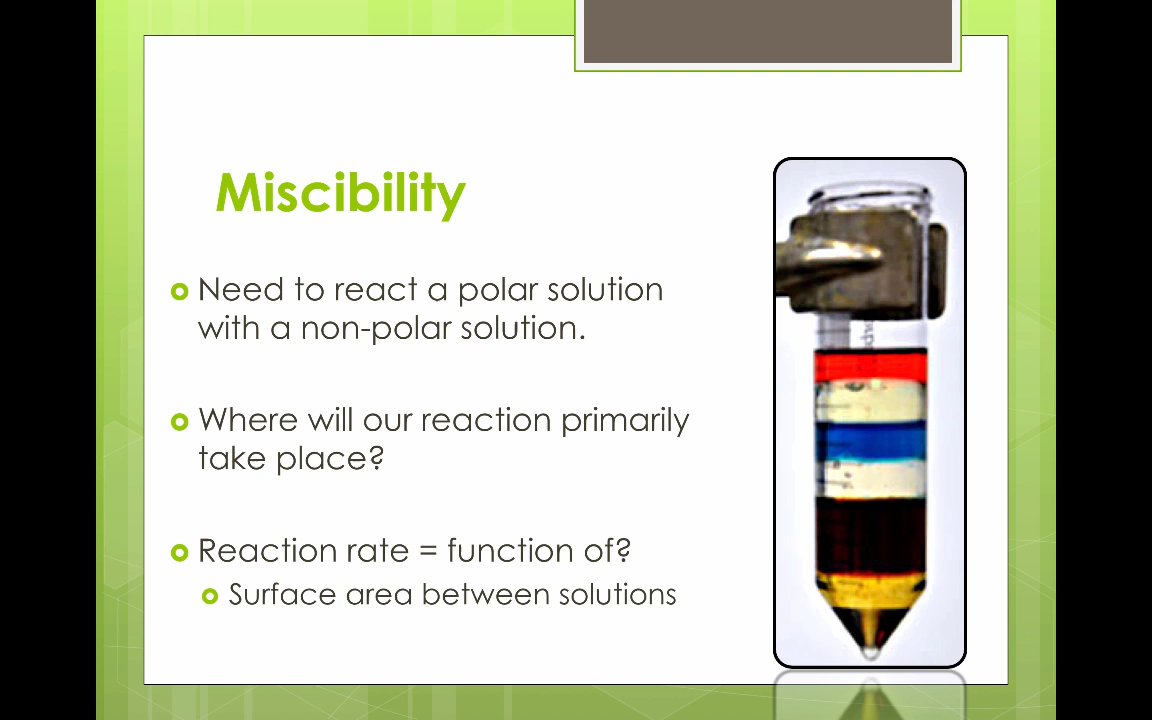 Miscibility
Need to react a polar solution
with a non-polar solution.
Where will our reaction primarily
take place?
Reaction rate = function of?
Surface area between solutions